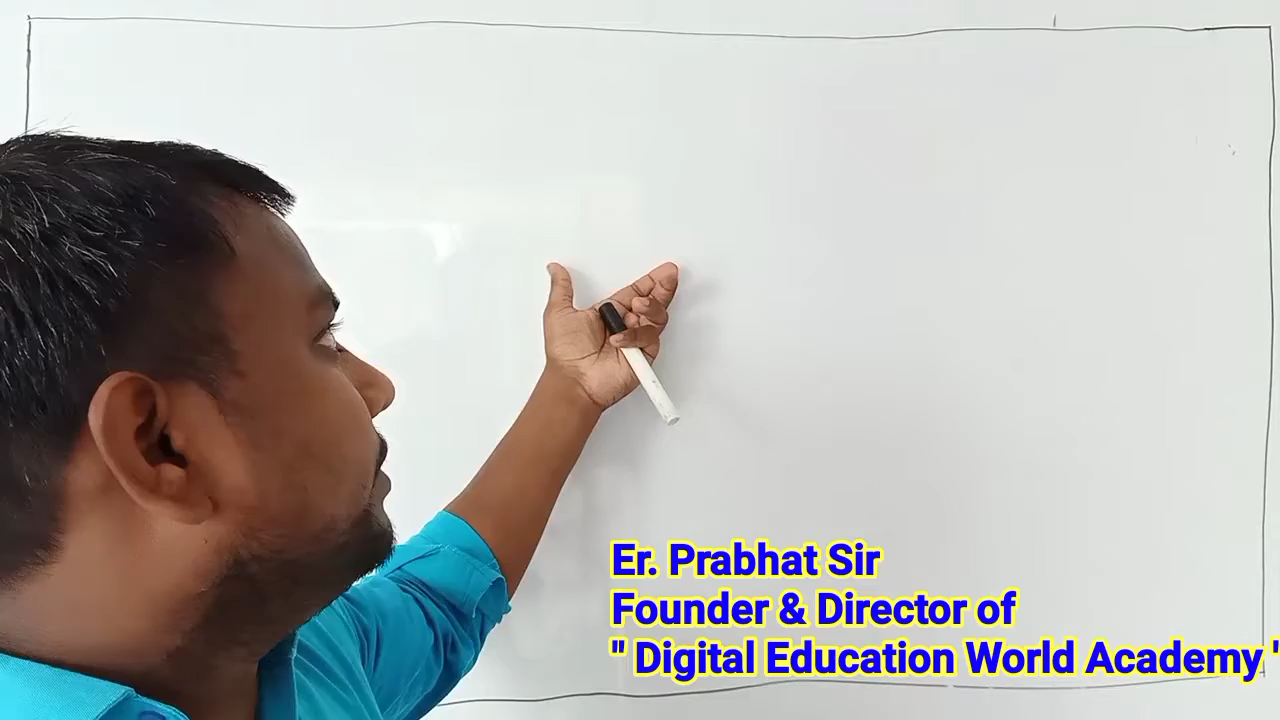 Er. Prabhat Sir
Founder & Director of
" Digital Education World Academy "